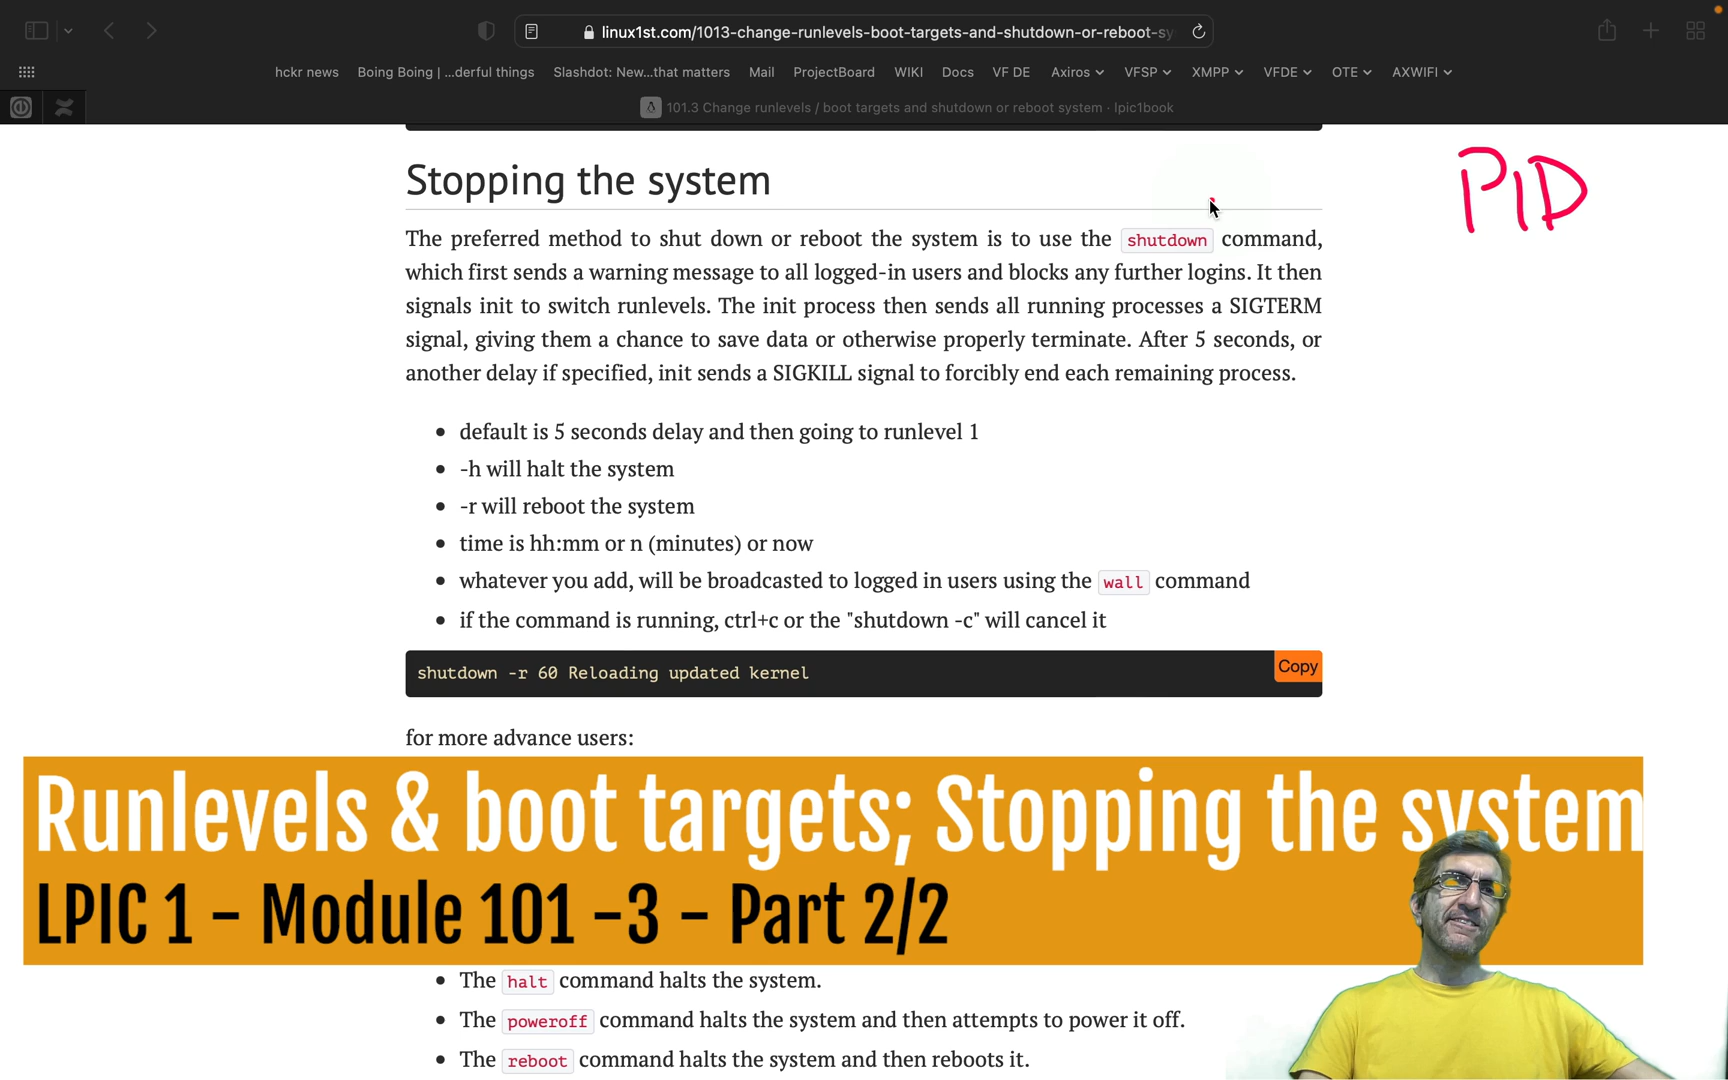 linux1st.com/1013-change-runlevels-boot-targets-and-shutdown-or-reboot-sy
hckr news Boing Boing | ...derful things Slashdot: New...that matters Mail ProjectBoard WIKI Docs VF DE Axiros VFSP XMPP VFDE OTE AXWIFI
101.3 Change runlevels / boot targets and shutdown or reboot system · lpic1book
PID
Stopping the system
The preferred method to shut down or reboot the system is to use the shutdown command,
which first sends a warning message to all logged-in users and blocks any further logins. It then
signals init to switch runlevels. The init process then sends all running processes a SIGTERM
signal, giving them a chance to save data or otherwise properly terminate. After 5 seconds, or
another delay if specified, init sends a SIGKILL signal to forcibly end each remaining process.
• default is 5 seconds delay and then going to runlevel 1
• -h will halt the system
• -r will reboot the system
• time is hh:mm or n (minutes) or now
• whatever you add, will be broadcasted to logged in users using the wall command
• if the command is running, ctrl+c or the "shutdown -c" will cancel it
Copy
shutdown -r 60 Reloading updated kernel
for more advance users:
Runlevels & boot targets; Stopping the system
LPIC 1 - Module 101 -3 - Part 2/2
• The halt command halts the system.
• The poweroff command halts the system and then attempts to power it off.
• The reboot command halts the system and then reboots it.